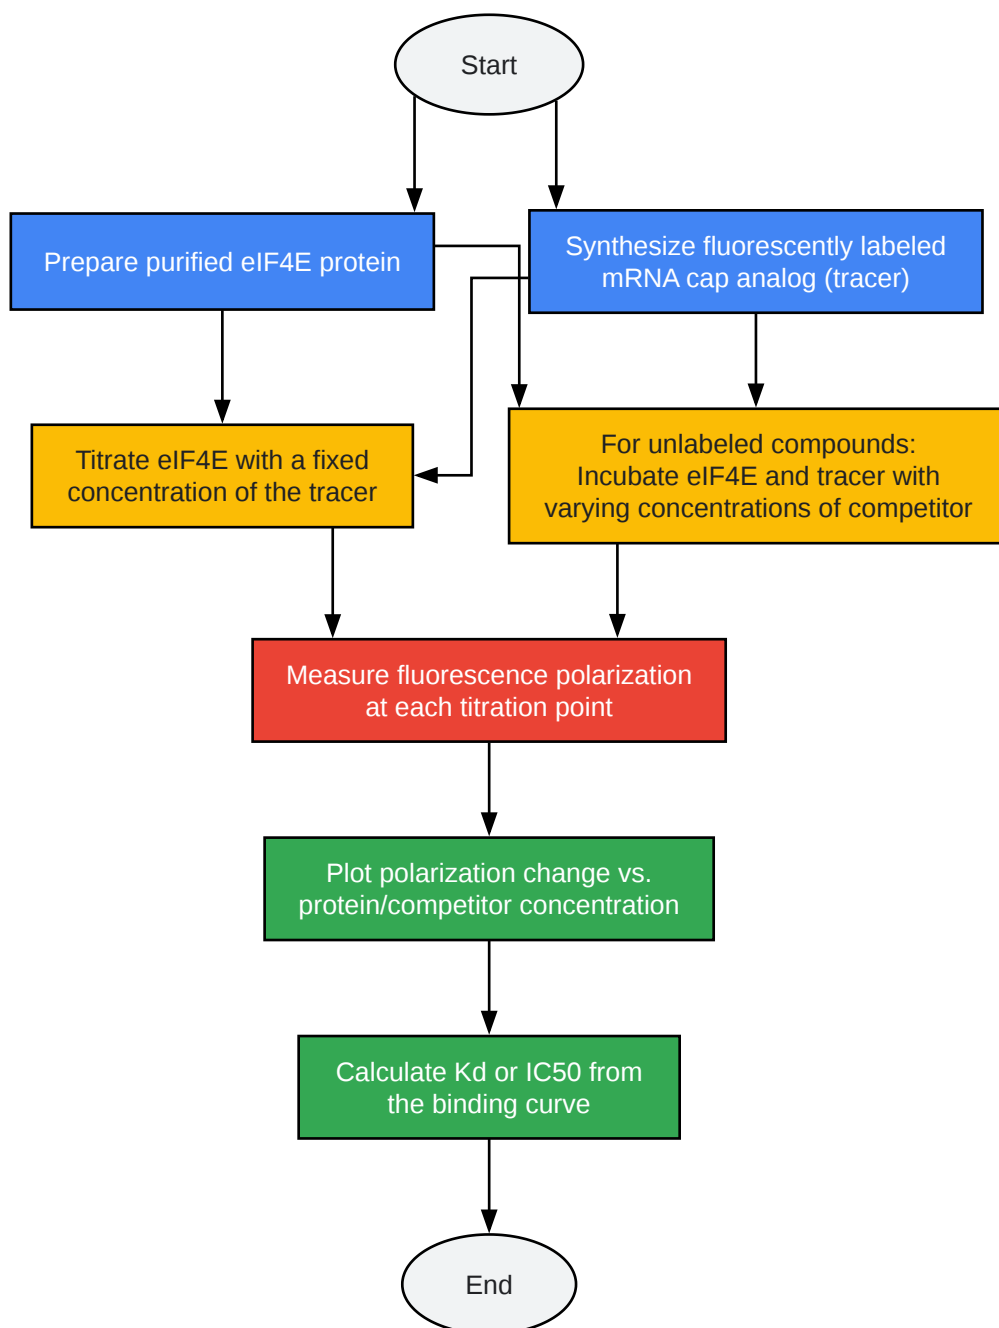 Start
Prepare purified eIF4E protein
Synthesize fluorescently labeled
mRNA cap analog (tracer)
Titrate eIF4E with a fixed
concentration of the tracer
For unlabeled compounds:
Incubate eIF4E and tracer with
varying concentrations of competitor
Measure fluorescence polarization
at each titration point
Plot polarization change vs.
protein/competitor concentration
Calculate Kd or IC50 from
the binding curve
End